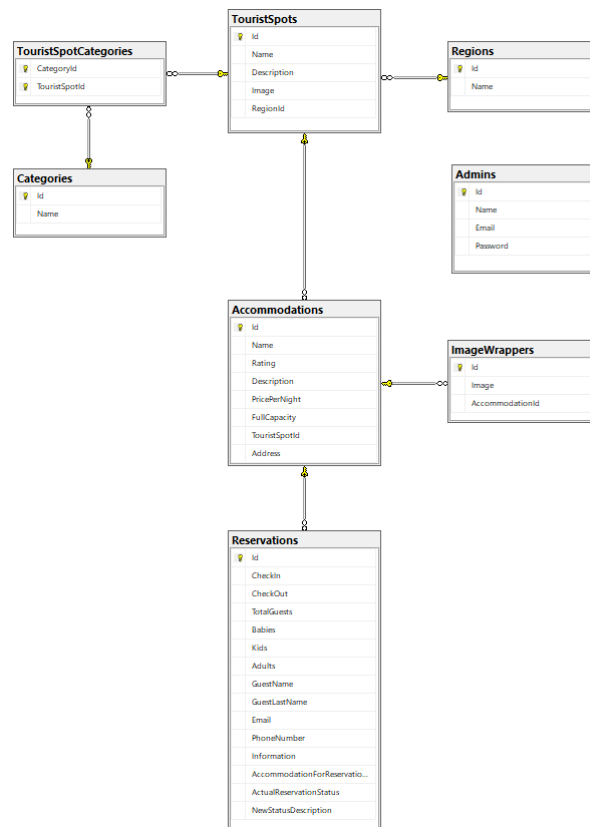 TouristSpots
Id
Name
Description
Image
RegionId
TouristSpotCategories
CategoryId
TouristSpotId
Regions
Id
Name
Categories
Id
Name
Admins
Id
Name
Email
Password
Accommodations
Id
Name
Rating
Description
PricePerNight
FullCapacity
TouristSpotId
Address
ImageWrappers
Id
Image
AccommodationId
Reservations
Id
CheckIn
CheckOut
TotalGuests
Babies
Kids
Adults
GuestName
GuestLastName
Email
PhoneNumber
Information
AccommodationForReservatio...
ActualReservationStatus
NewStatusDescription